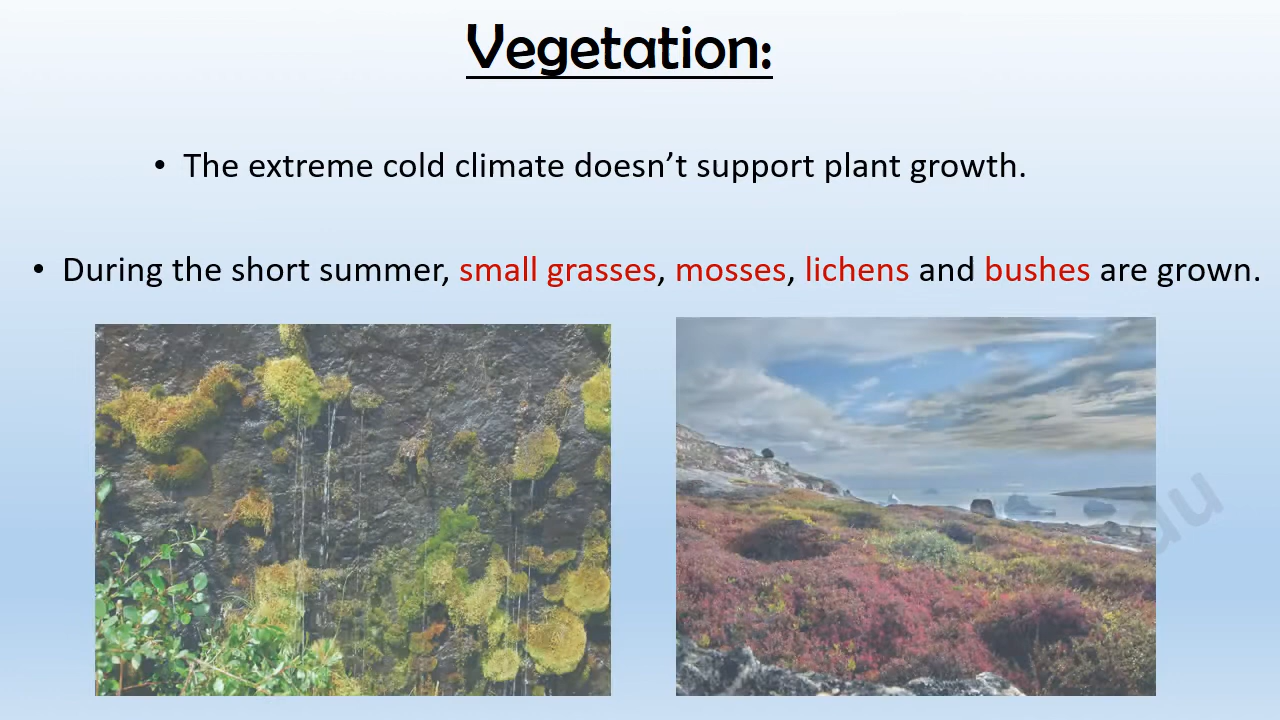 Vegetation:
• The extreme cold climate doesn’t support plant growth.
• During the short summer, small grasses, mosses, lichens and bushes are grown.